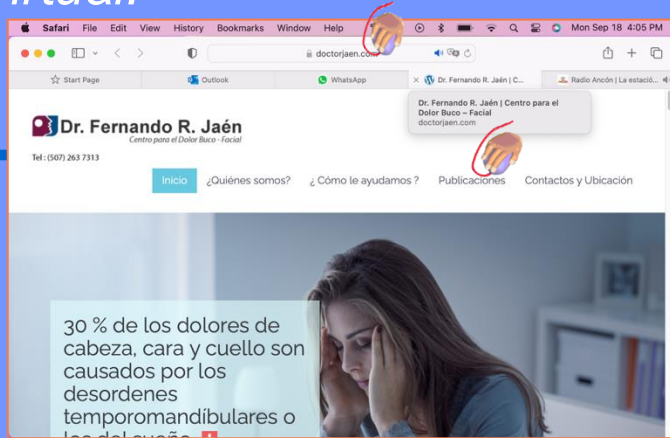 Safari File Edit View History Bookmarks Window Help Mon Sep 18 4:05 PM
doctorjaen.com
Start Page Outlook WhatsApp Dr. Fernando R. Jaén | C... Radio Ancón | La estació...
Dr. Fernando R. Jaén | Centro para el
Dolor Buco – Facial
doctorjaen.com
Dr. Fernando R. Jaén
Centro para el Dolor Buco - Facial
Tel : (507) 263 7313
Inicio ¿Quiénes somos? ¿ Cómo le ayudamos ? Publicaciones Contactos y Ubicación
30 % de los dolores de
cabeza, cara y cuello son
causados por los
desordenes
temporomandíbulares o
los del sueño